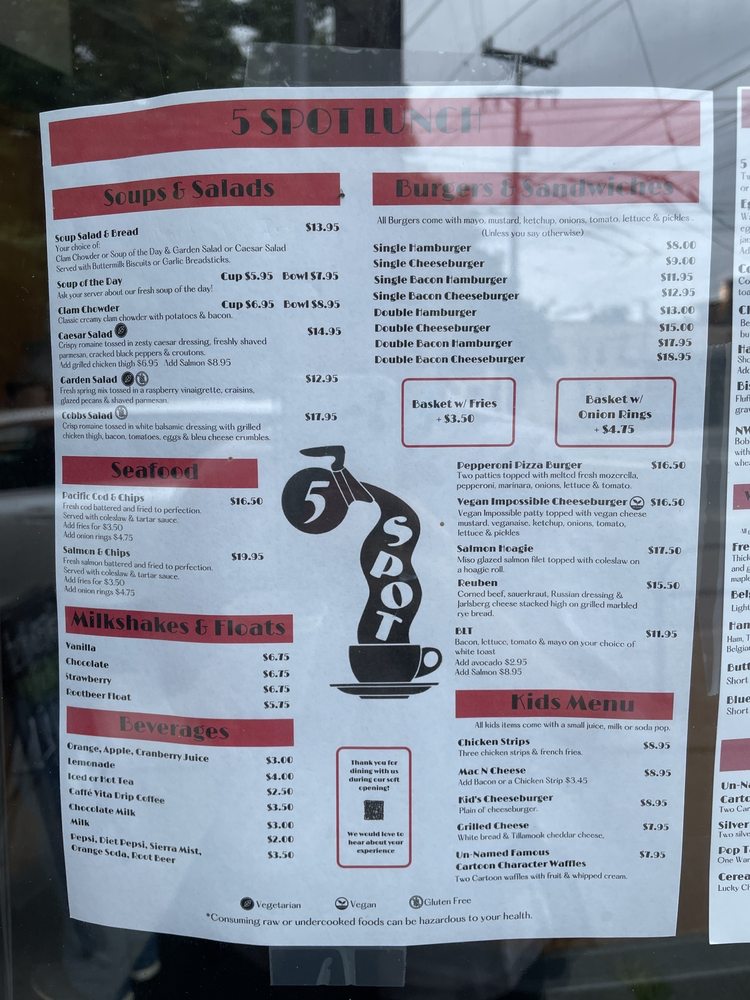 5 SPOT LUNCH
Soups & Salads
Soup Salad & Bread $13.95
Your choice of:
Clam Chowder or Soup of the Day & Garden Salad or Caesar Salad
Served with Buttermilk Biscuits or Garlic Breadsticks.
Soup of the Day Cup $5.95 Bowl $7.95
Ask your server about our fresh soup of the day!
Clam Chowder Cup $6.95 Bowl $8.95
Classic creamy clam chowder with potatoes & bacon.
Caesar Salad $14.95
Crispy romaine tossed in zesty caesar dressing, freshly shaved
parmesan, cracked black peppers & croutons.
Add grilled chicken thigh $6.95 Add Salmon $8.95
Garden Salad $12.95
Fresh spring mix tossed in a raspberry vinaigrette, craisins,
glazed pecans & shaved parmesan.
Cobbs Salad $17.95
Crisp romaine tossed in white balsamic dressing with grilled
chicken thigh, bacon, tomatoes, eggs & bleu cheese crumbles.
Seafood
Pacific Cod & Chips $16.50
Fresh cod battered and fried to perfection.
Served with coleslaw & tartar sauce.
Add fries for $3.50
Add onion rings $4.75
Salmon & Chips $19.95
Fresh salmon battered and fried to perfection.
Served with coleslaw & tartar sauce.
Add fries for $3.50
Add onion rings $4.75
Milkshakes & Floats
Vanilla $6.75
Chocolate $6.75
Strawberry $6.75
Rootbeer Float $5.75
Beverages
Orange, Apple, Cranberry Juice $3.00
Lemonade $4.00
Iced or Hot Tea $2.50
Caffé Vita Drip Coffee $3.50
Chocolate Milk $3.00
Milk $2.00
Pepsi, Diet Pepsi, Sierra Mist,
Orange Soda, Root Beer $3.50
5 SPOT
Thank you for
dining with us
during our soft
opening!
We would love to
hear about your
experience
Burgers & Sandwiches
All Burgers come with mayo, mustard, ketchup, onions, tomato, lettuce & pickles .
(Unless you say otherwise)
Single Hamburger $8.00
Single Cheeseburger $9.00
Single Bacon Hamburger $11.95
Single Bacon Cheeseburger $12.95
Double Hamburger $13.00
Double Cheeseburger $15.00
Double Bacon Hamburger $17.95
Double Bacon Cheeseburger $18.95
Basket w/ Fries
+ $3.50
Basket w/
Onion Rings
+ $4.75
Pepperoni Pizza Burger $16.50
Two patties topped with melted fresh mozerella,
pepperoni, marinara, onions, lettuce & tomato.
Vegan Impossible Cheeseburger $16.50
Vegan Impossible patty topped with vegan cheese
mustard, veganaise, ketchup, onions, tomato,
lettuce & pickles
Salmon Hoagie $17.50
Miso glazed salmon filet topped with coleslaw on
a hoagie roll.
Reuben $15.50
Corned beef, sauerkraut, Russian dressing &
Jarlsberg cheese stacked high on grilled marbled
rye bread.
BLT $11.95
Bacon, lettuce, tomato & mayo on your choice of
white toast
Add avocado $2.95
Add Salmon $8.95
Kids Menu
All kids items come with a small juice, milk or soda pop.
Chicken Strips $8.95
Three chicken strips & french fries.
Mac N Cheese $8.95
Add Bacon or a Chicken Strip $3.45
Kid's Cheeseburger $8.95
Plain of cheeseburger.
Grilled Cheese $7.95
White bread & Tillamook cheddar cheese.
Un-Named Famous $7.95
Cartoon Character Waffles
Two Cartoon waffles with fruit & whipped cream.
Vegetarian Vegan Gluten Free
*Consuming raw or undercooked foods can be hazardous to your health.